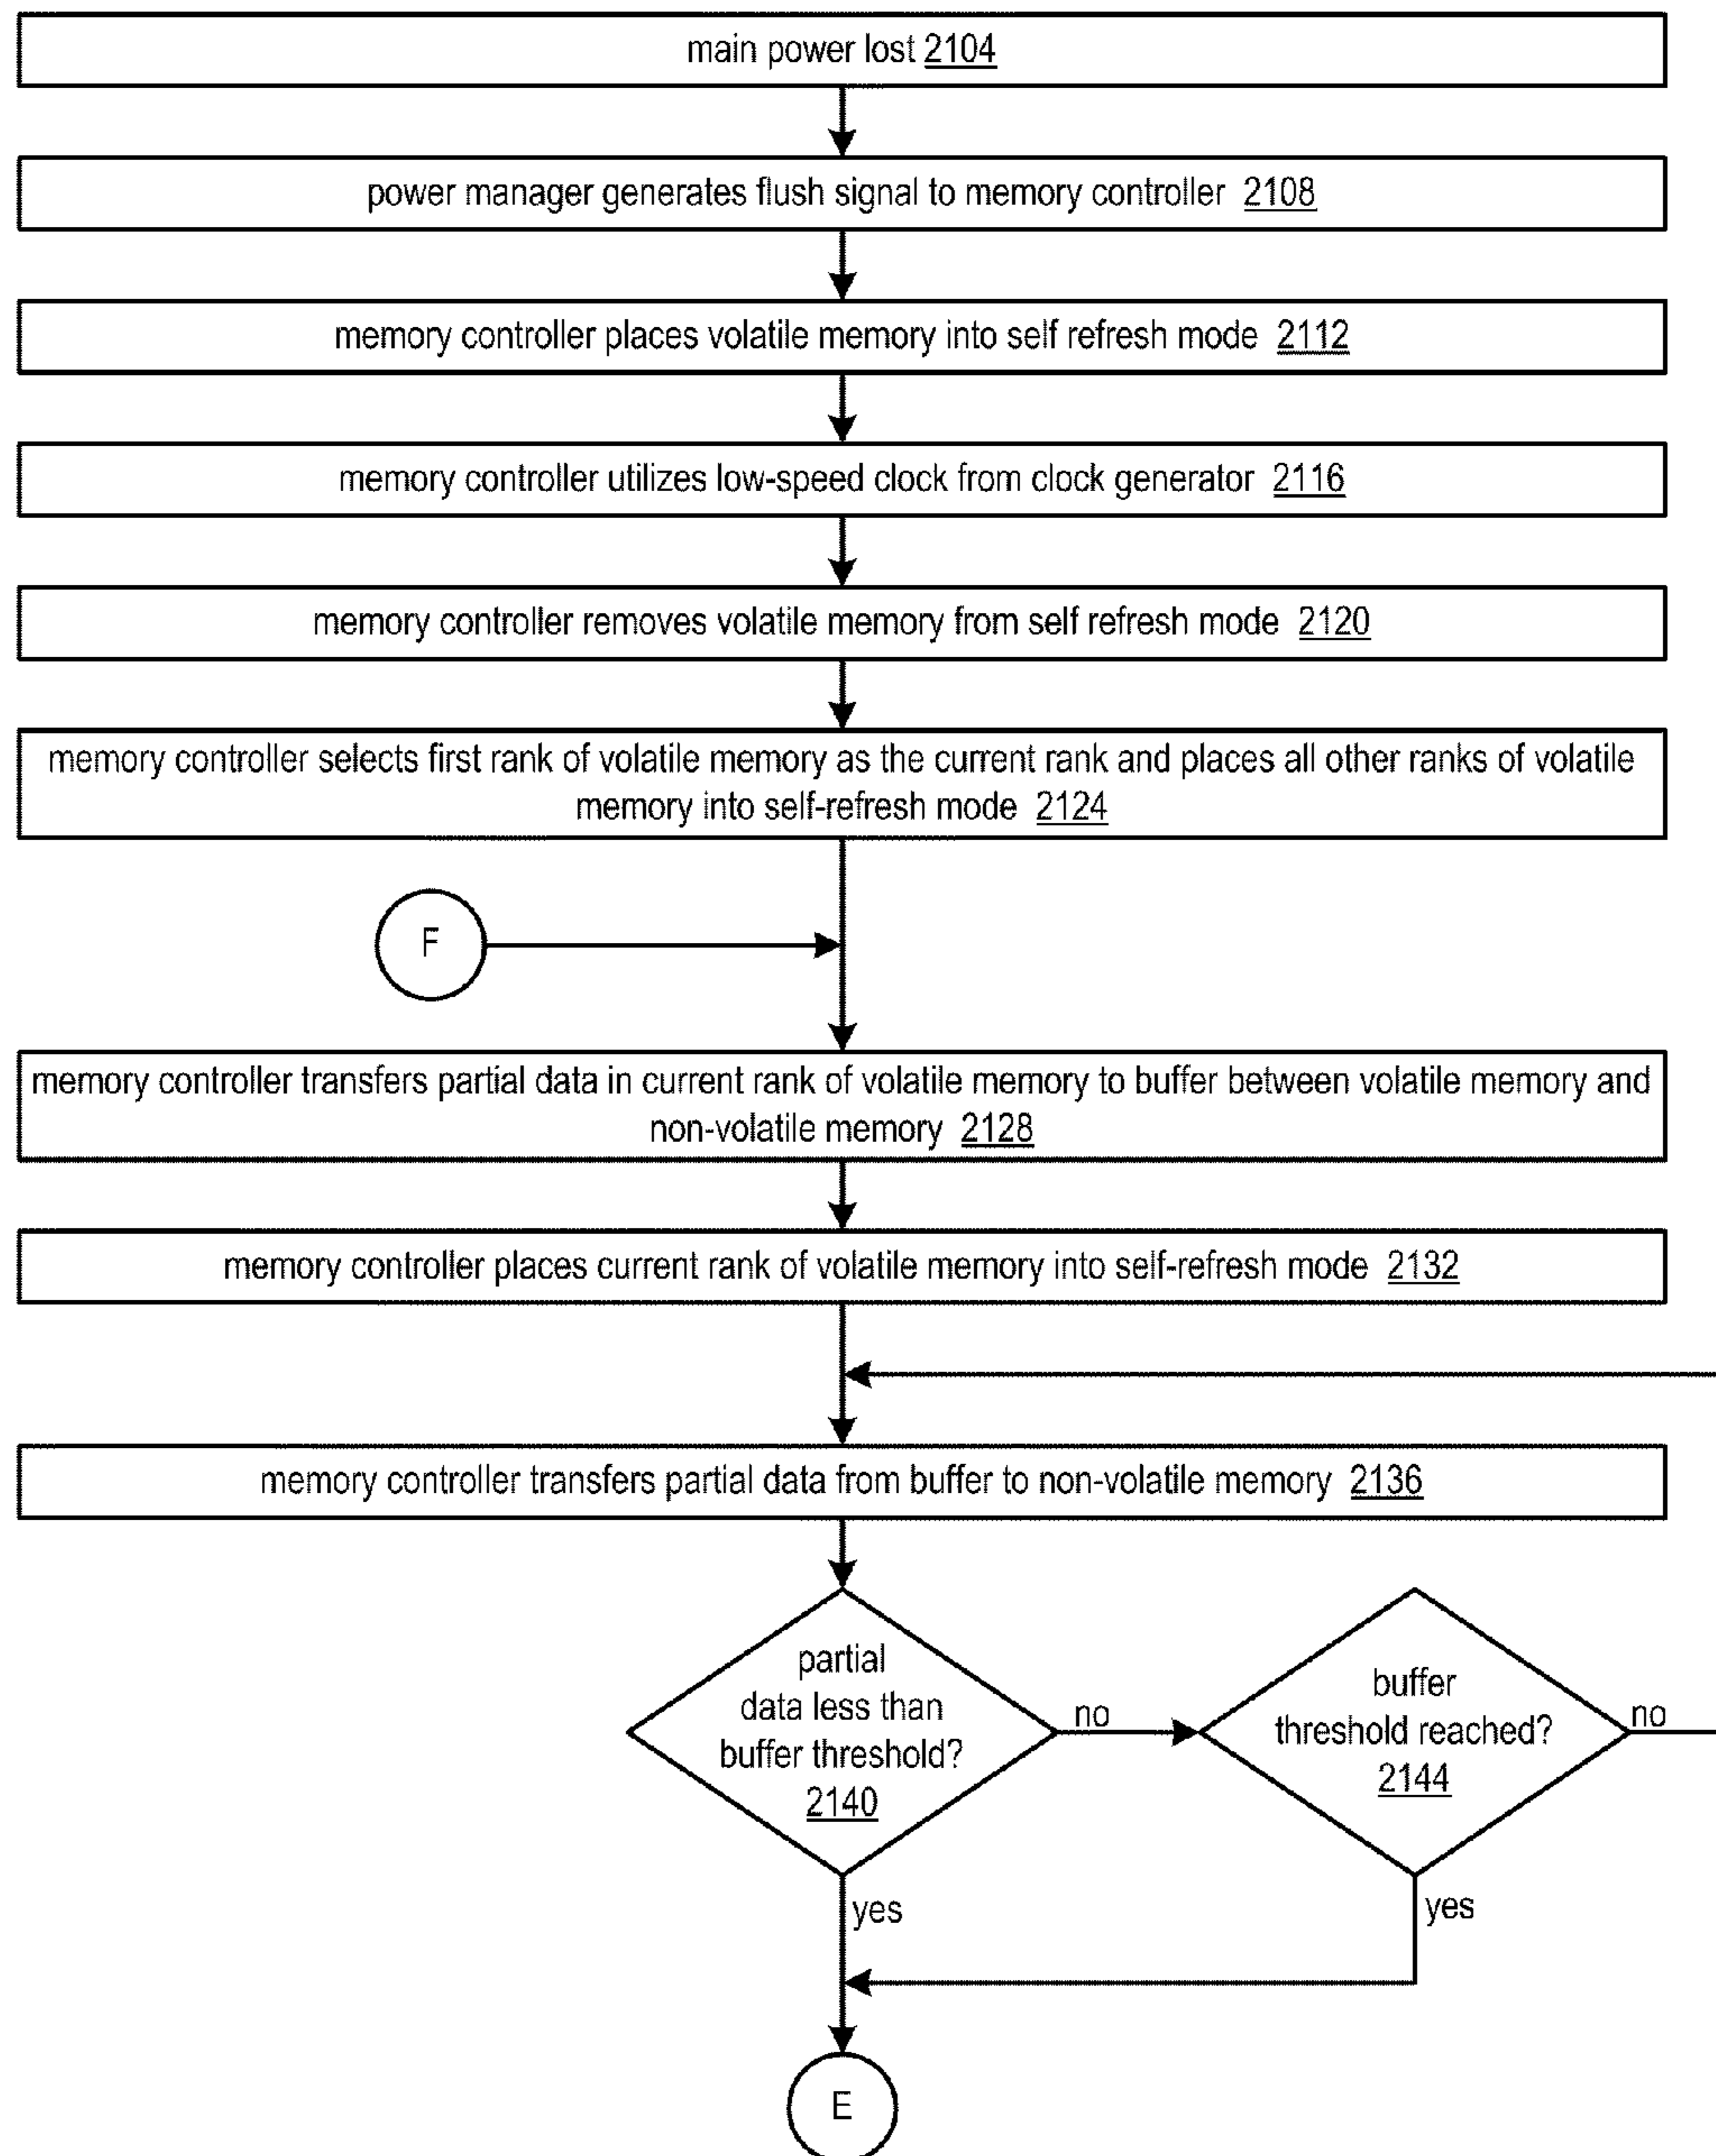 main power lost 2104
power manager generates flush signal to memory controller 2108
memory controller places volatile memory into self refresh mode 2112
memory controller utilizes low-speed clock from clock generator 2116
memory controller removes volatile memory from self refresh mode 2120
memory controller selects first rank of volatile memory as the current rank and places all other ranks of volatile
memory into self-refresh mode 2124
F
memory controller transfers partial data in current rank of volatile memory to buffer between volatile memory and
non-volatile memory 2128
memory controller places current rank of volatile memory into self-refresh mode 2132
memory controller transfers partial data from buffer to non-volatile memory 2136
partial
data less than
buffer threshold?
2140
no
buffer
threshold reached?
2144
no
yes
yes
E